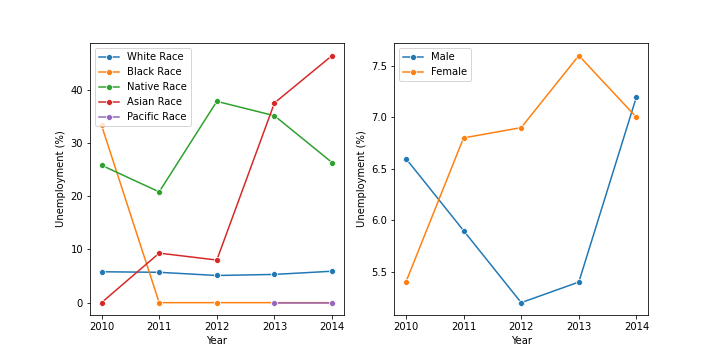 White Race
Black Race
Native Race
Asian Race
Pacific Race
40
30
20
10
0
Unemployment (%)
2010 2011 2012 2013 2014
Year
Male
Female
7.5
7.0
6.5
6.0
5.5
Unemployment (%)
2010 2011 2012 2013 2014
Year